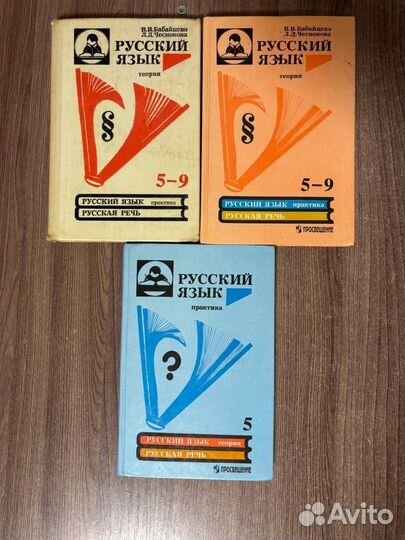 В.В.Бабайцева
Л.Д.Чеснокова
РУССКИЙ
ЯЗЫК
теория
§
5-9
РУССКИЙ ЯЗЫК практика
РУССКАЯ РЕЧЬ
В.В.Бабайцева
Л.Д.Чеснокова
РУССКИЙ
ЯЗЫК
теория
§
5-9
РУССКИЙ ЯЗЫК практика
РУССКАЯ РЕЧЬ
ПРОСВЕЩЕНИЕ
РУССКИЙ
ЯЗЫК
практика
?
5
РУССКИЙ ЯЗЫК теория
РУССКАЯ РЕЧЬ
ПРОСВЕЩЕНИЕ
Avito